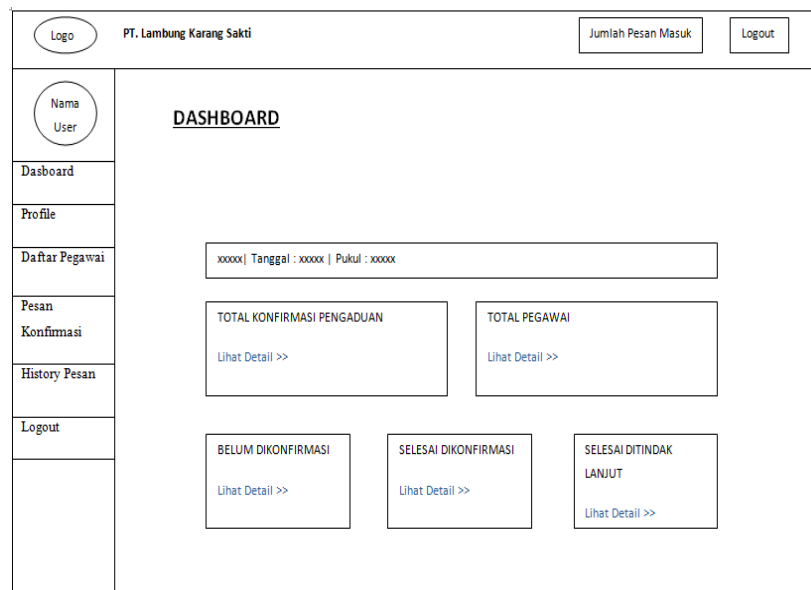 Logo
PT. Lambung Karang Sakti
Jumlah Pesan Masuk
Logout
Nama
User
Dasboard
Profile
Daftar Pegawai
Pesan
Konfirmasi
History Pesan
Logout
DASHBOARD
xxxxx| Tanggal : xxxxx | Pukul : xxxxx
TOTAL KONFIRMASI PENGADUAN
Lihat Detail >>
TOTAL PEGAWAI
Lihat Detail >>
BELUM DIKONFIRMASI
Lihat Detail >>
SELESAI DIKONFIRMASI
Lihat Detail >>
SELESAI DITINDAK
LANJUT
Lihat Detail >>